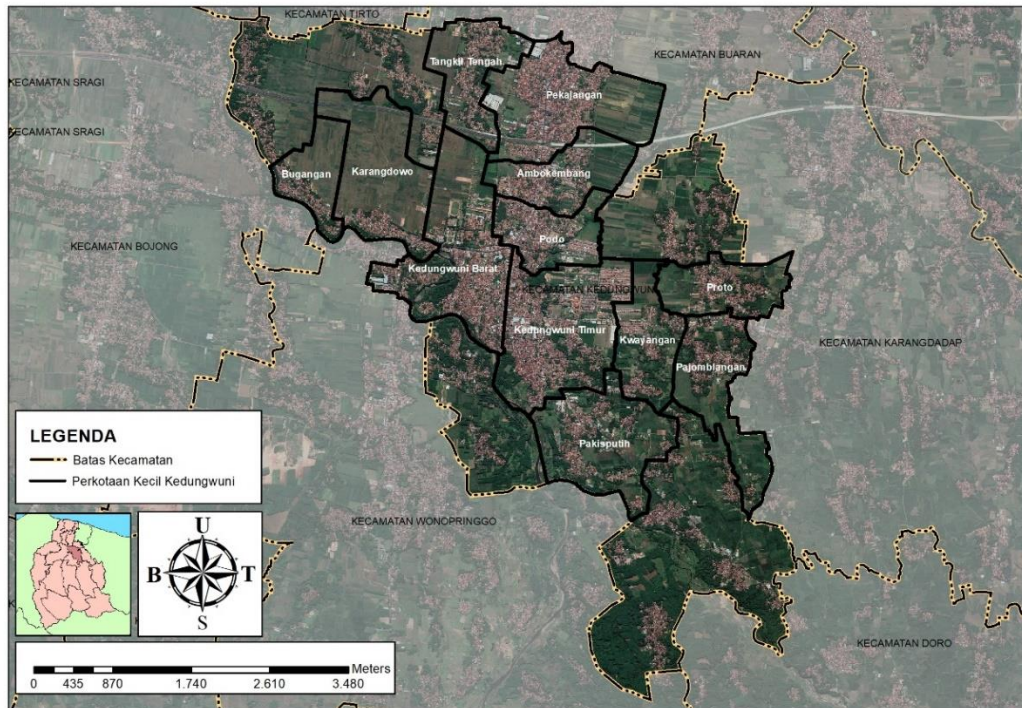 KECAMATAN TIRTO
KECAMATAN BUARAN
KECAMATAN SRAGI
KECAMATAN SRAGI
Tangkil Tengah
Pekajangan
Bugangan
Karangdowo
Ambokembang
Podo
KECAMATAN BOJONG
Kedungwuni Barat
KECAMATAN KEDUNGWUNI
Proto
Kedungwuni Timur
Kwayangan
KECAMATAN KARANGDADAP
Pajomblangan
Pakisputih
KECAMATAN WONOPRINGGO
KECAMATAN DORO
LEGENDA
Batas Kecamatan
Perkotaan Kecil Kedungwuni
U
B
T
S
Meters
0 435 870 1.740 2.610 3.480